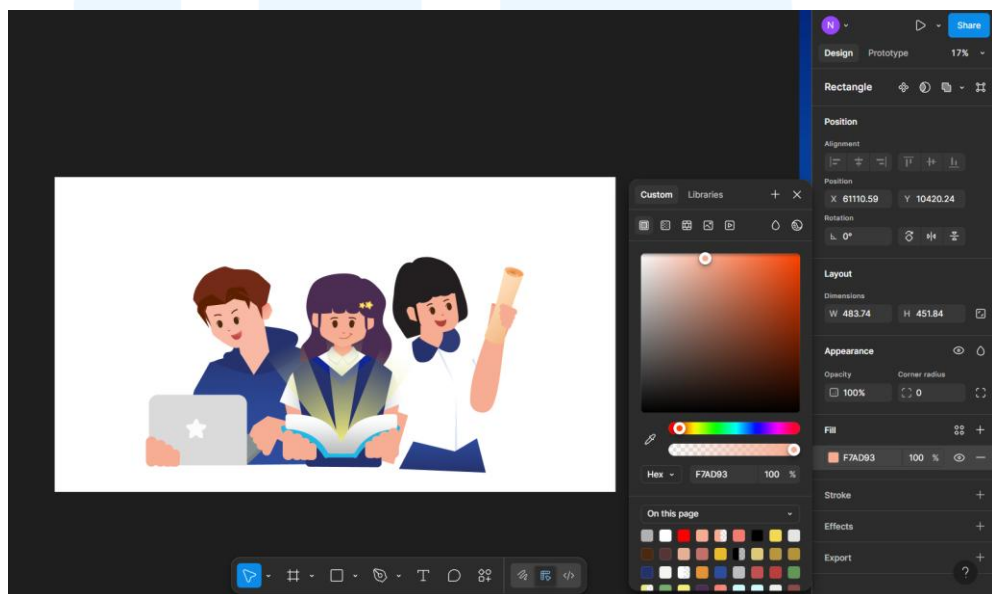 N
Share
Design Prototype 17%
Rectangle
Position
Alignment
Position
X 61110.59 Y 10420.24
Rotation
0°
Layout
Dimensions
W 483.74 H 451.84
Appearance
Opacity Corner radius
100% 0
Fill
F7AD93 100 %
Stroke
Effects
Export
?
Custom Libraries
Hex F7AD93 100 %
On this page
T